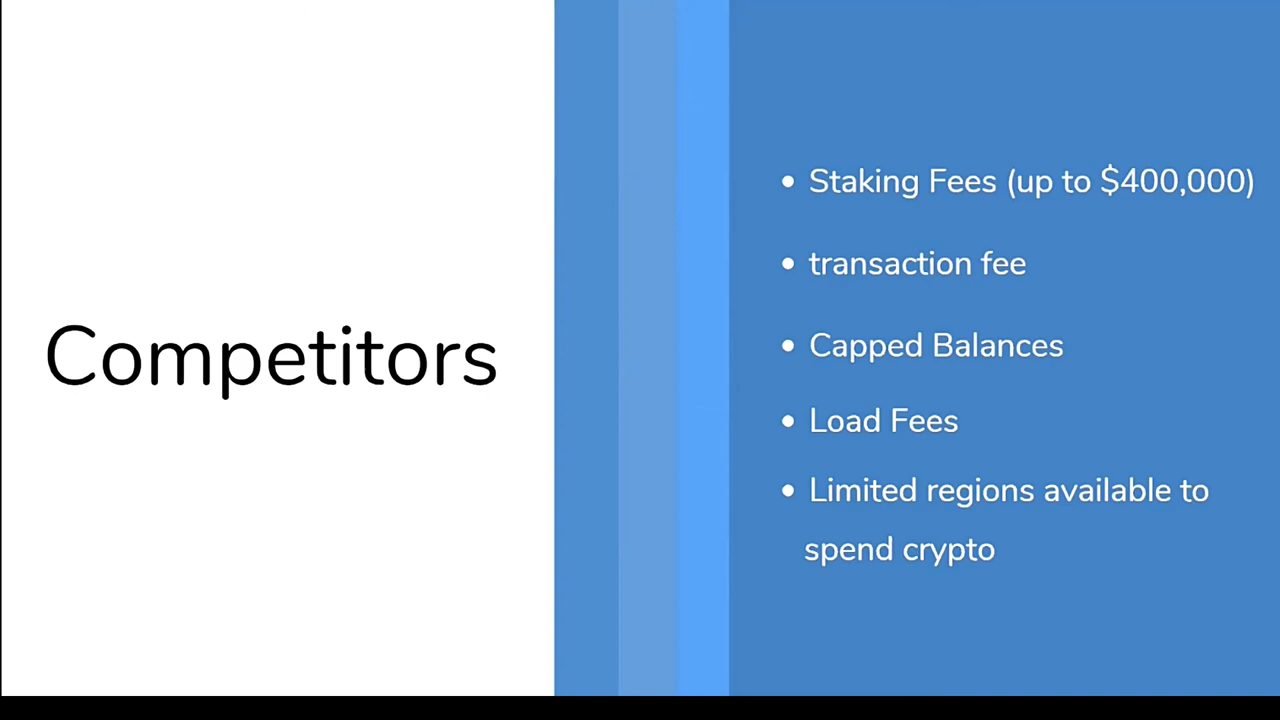 Competitors
• Staking Fees (up to $400,000)
• transaction fee
• Capped Balances
• Load Fees
• Limited regions available to
spend crypto